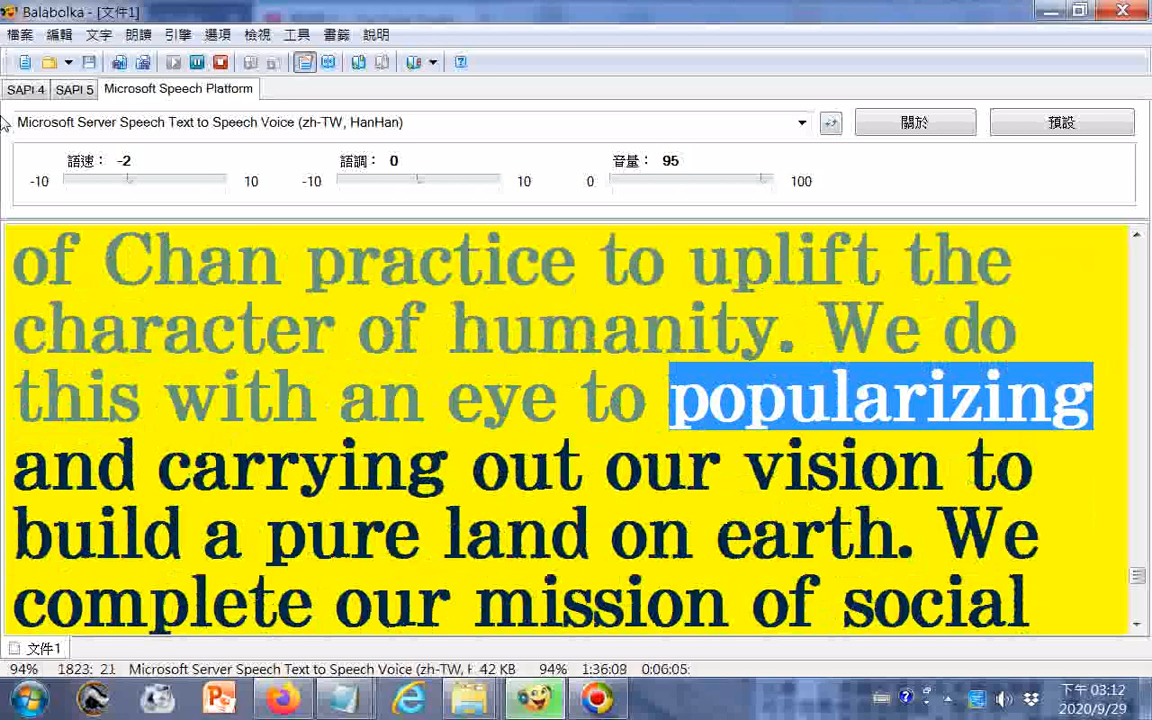 Balabolka - [文件1]
檔案 編輯 文字 朗讀 引擎 選項 檢視 工具 書籤 說明
SAPI 4 SAPI 5 Microsoft Speech Platform
Microsoft Server Speech Text to Speech Voice (zh-TW, HanHan) 關於 預設
語速： -2 語調： 0 音量： 95
-10 10 -10 10 0 100
of Chan practice to uplift the
character of humanity. We do
this with an eye to popularizing
and carrying out our vision to
build a pure land on earth. We
complete our mission of social
文件1
94% 1823: 21 Microsoft Server Speech Text to Speech Voice (zh-TW, 42 KB 94% 1:36:09 0:06:05:
下午 03:12
2020/9/29